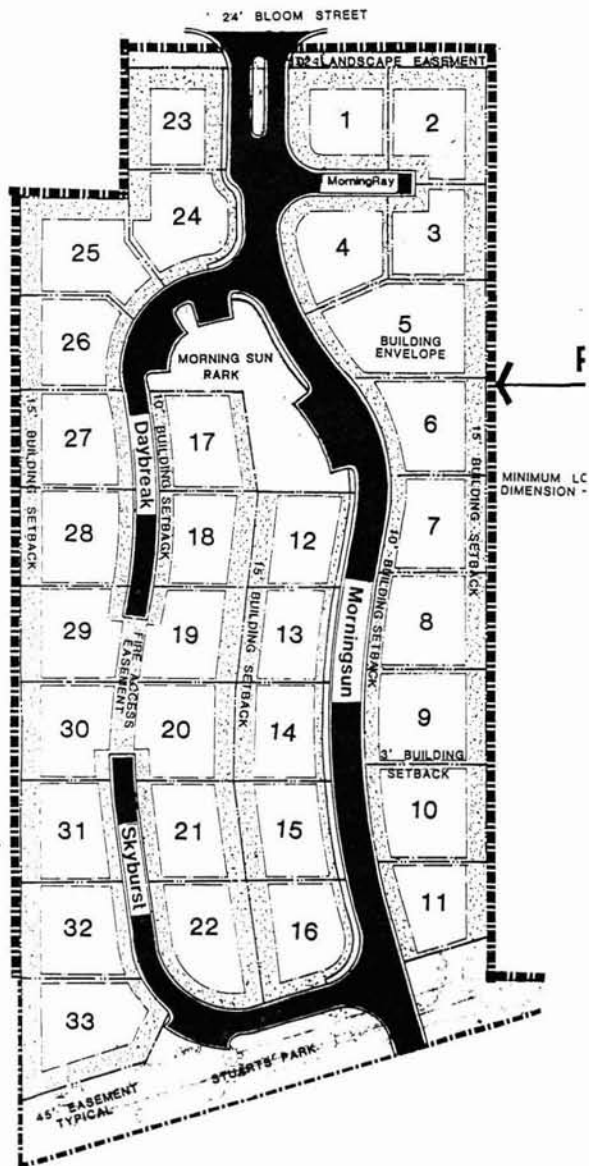 24' BLOOM STREET
LANDSCAPE EASEMENT
23
1
2
MorningRay
24
4
3
25
5
BUILDING
ENVELOPE
26
MORNING SUN
RARK
6
15' BUILDING SETBACK
27
Daybreak
10' BUILDING SETBACK
17
15' BUILDING SETBACK
MINIMUM LO
DIMENSION -
28
18
12
7
10' BUILDING SETBACK
15' BUILDING SETBACK
29
FIRE ACCESS
EASEMENT
19
13
Morningsun
8
30
20
14
9
3' BUILDING
SETBACK
31
Skyburst
21
15
10
32
22
16
11
33
STUARTS' PARK
45' EASEMENT
TYPICAL